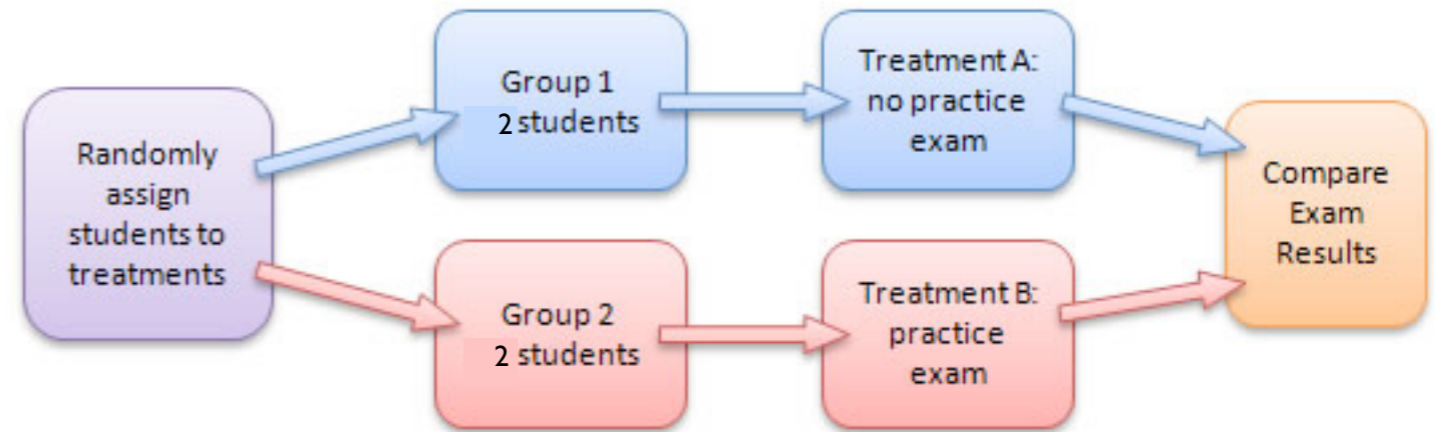 Randomly
assign
students to
treatments
Group 1
2 students
Treatment A:
no practice
exam
Group 2
2 students
Treatment B:
practice
exam
Compare
Exam
Results